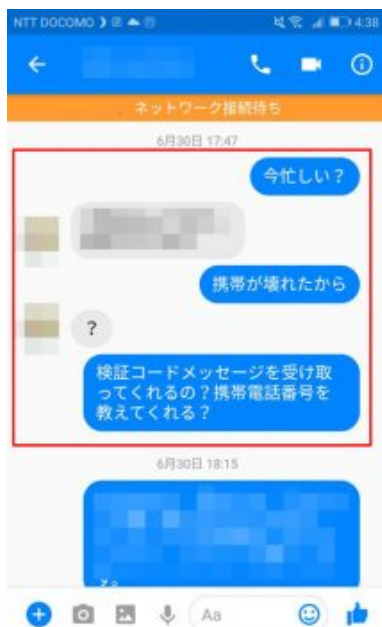 NTT DOCOMO
4:38
ネットワーク接続待ち
6月30日 17:47
今忙しい?
携帯が壊れたから
?
検証コードメッセージを受け取
ってくれるの?携帯電話番号を
教えてくれる?
6月30日 18:15
Aa